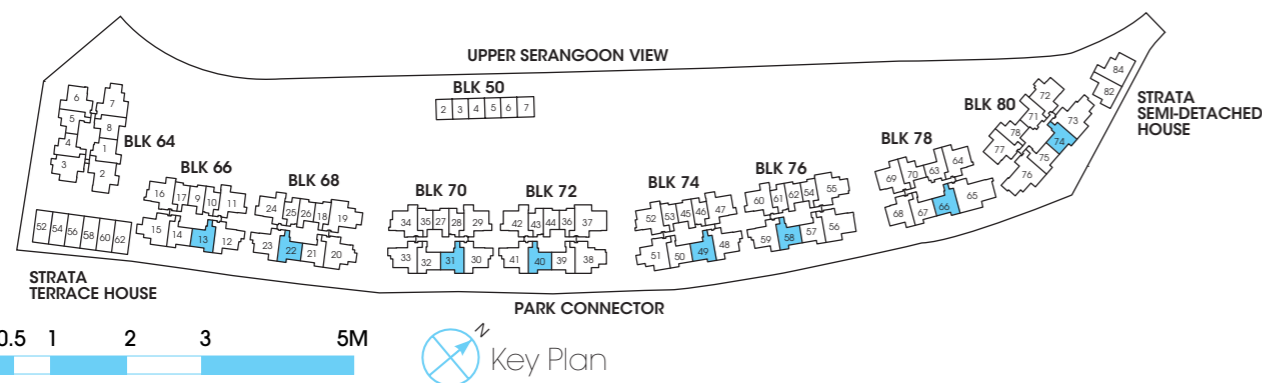 UPPER SERANGOON VIEW
BLK 50
2 3 4 5 6 7
BLK 64
6 7
5 8
4 1
3 2
BLK 66
16 17 9 10 11
15 14 13 12
BLK 68
24 25 26 18 19
23 22 21 20
BLK 70
34 35 27 28 29
33 32 31 30
BLK 72
42 43 44 36 37
41 40 39 38
BLK 74
52 53 45 46 47
51 50 49 48
BLK 76
60 61 62 54 55
59 58 57 56
BLK 78
69 70 63 64
68 67 66 65
BLK 80
72
71 73
78 74
77 75
76
84
82
STRATA
SEMI-DETACHED
HOUSE
52 54 56 58 60 62
STRATA
TERRACE HOUSE
PARK CONNECTOR
0.5 1 2 3 5M
N
Key Plan